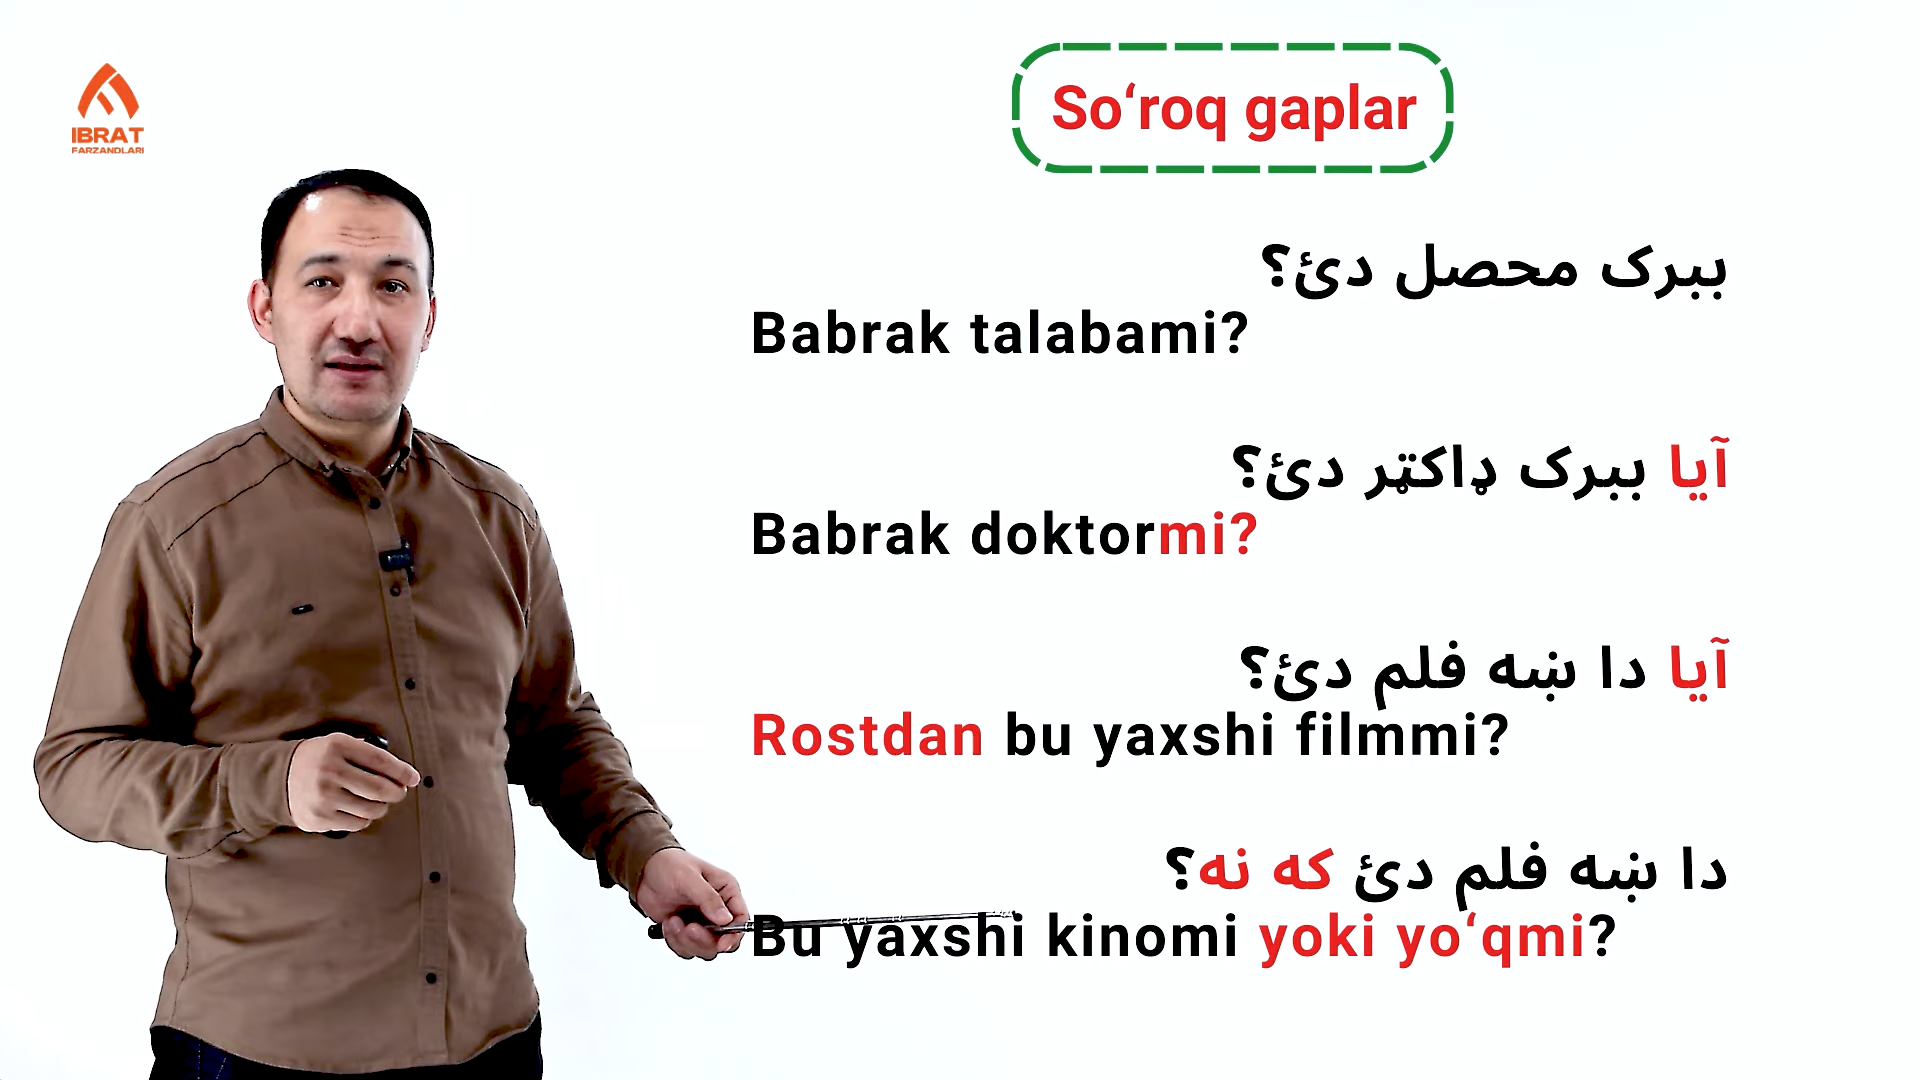 IBRAT
FARZANDLARI
So‘roq gaplar
ببرک محصل دئ؟
Babrak talabami?
آیا ببرک ډاکټر دئ؟
Babrak doktormi?
آیا دا ښه فلم دئ؟
Rostdan bu yaxshi filmmi?
دا ښه فلم دئ که نه؟
Bu yaxshi kinomi yoki yo‘qmi?